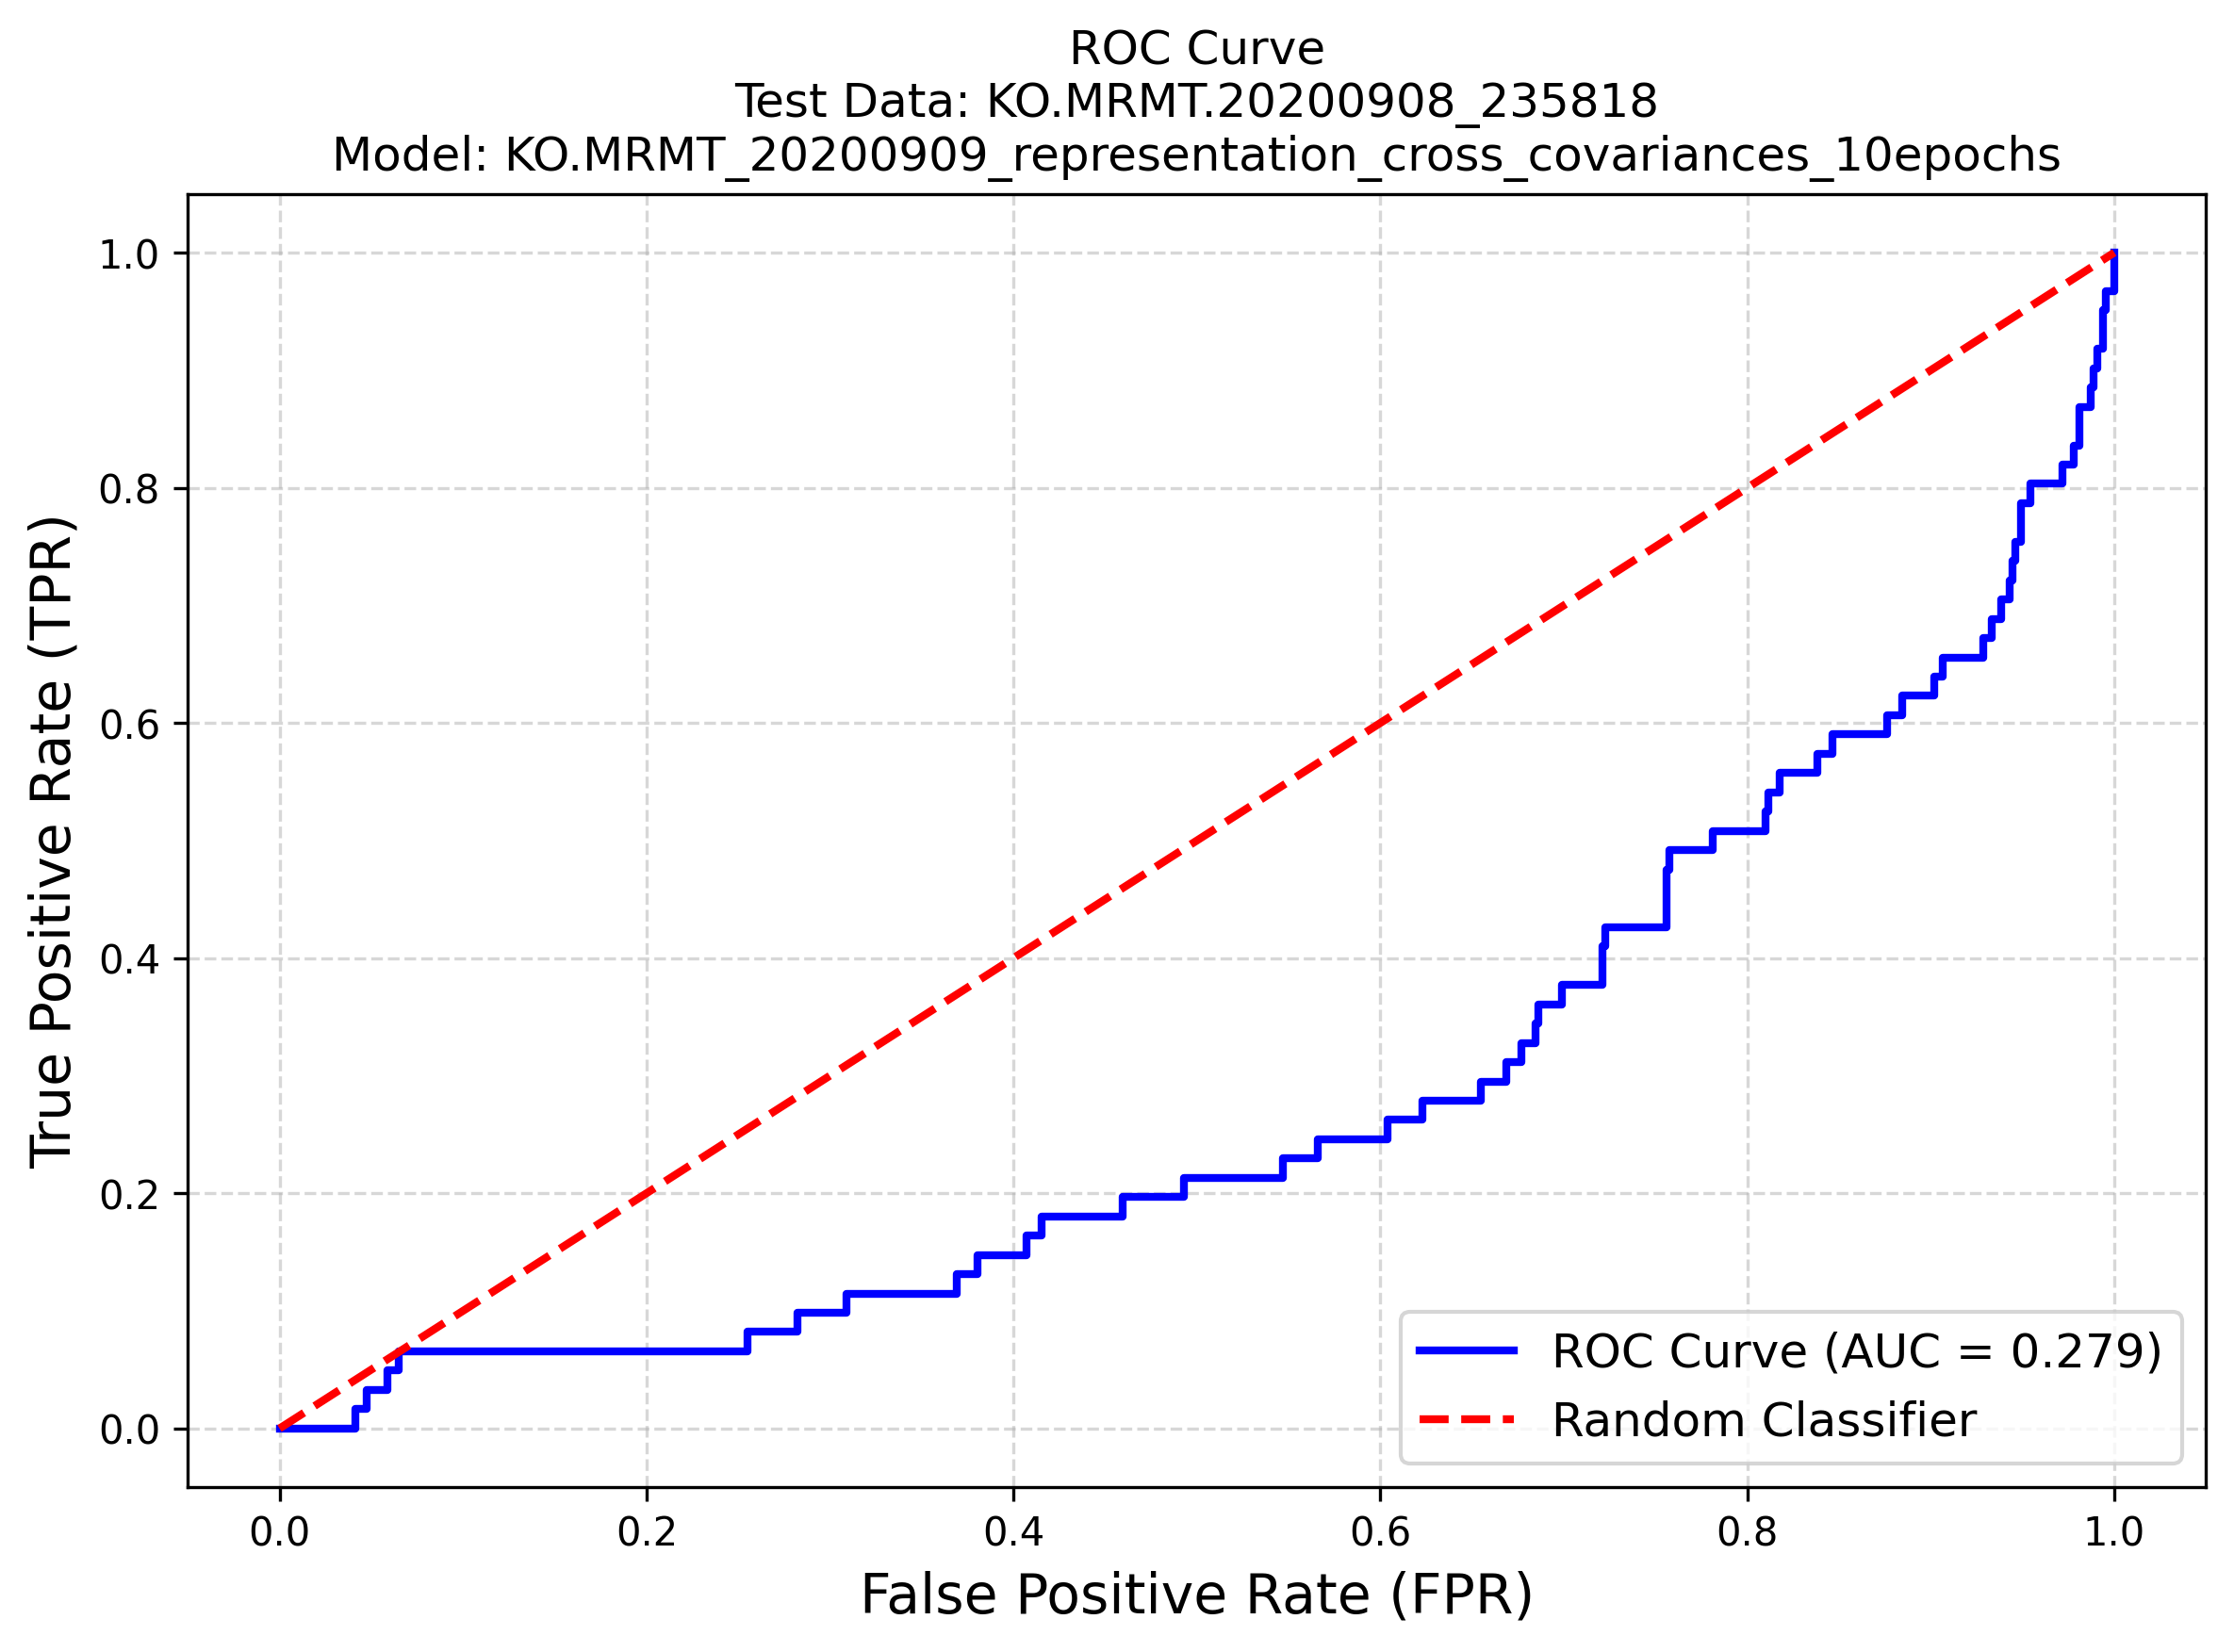 ROC Curve
Test Data: KO.MRMT.20200908_235818
Model: KO.MRMT_20200909_representation_cross_covariances_10epochs
True Positive Rate (TPR)
1.0
0.8
0.6
0.4
0.2
0.0
ROC Curve (AUC = 0.279)
Random Classifier
0.0 0.2 0.4 0.6 0.8 1.0
False Positive Rate (FPR)